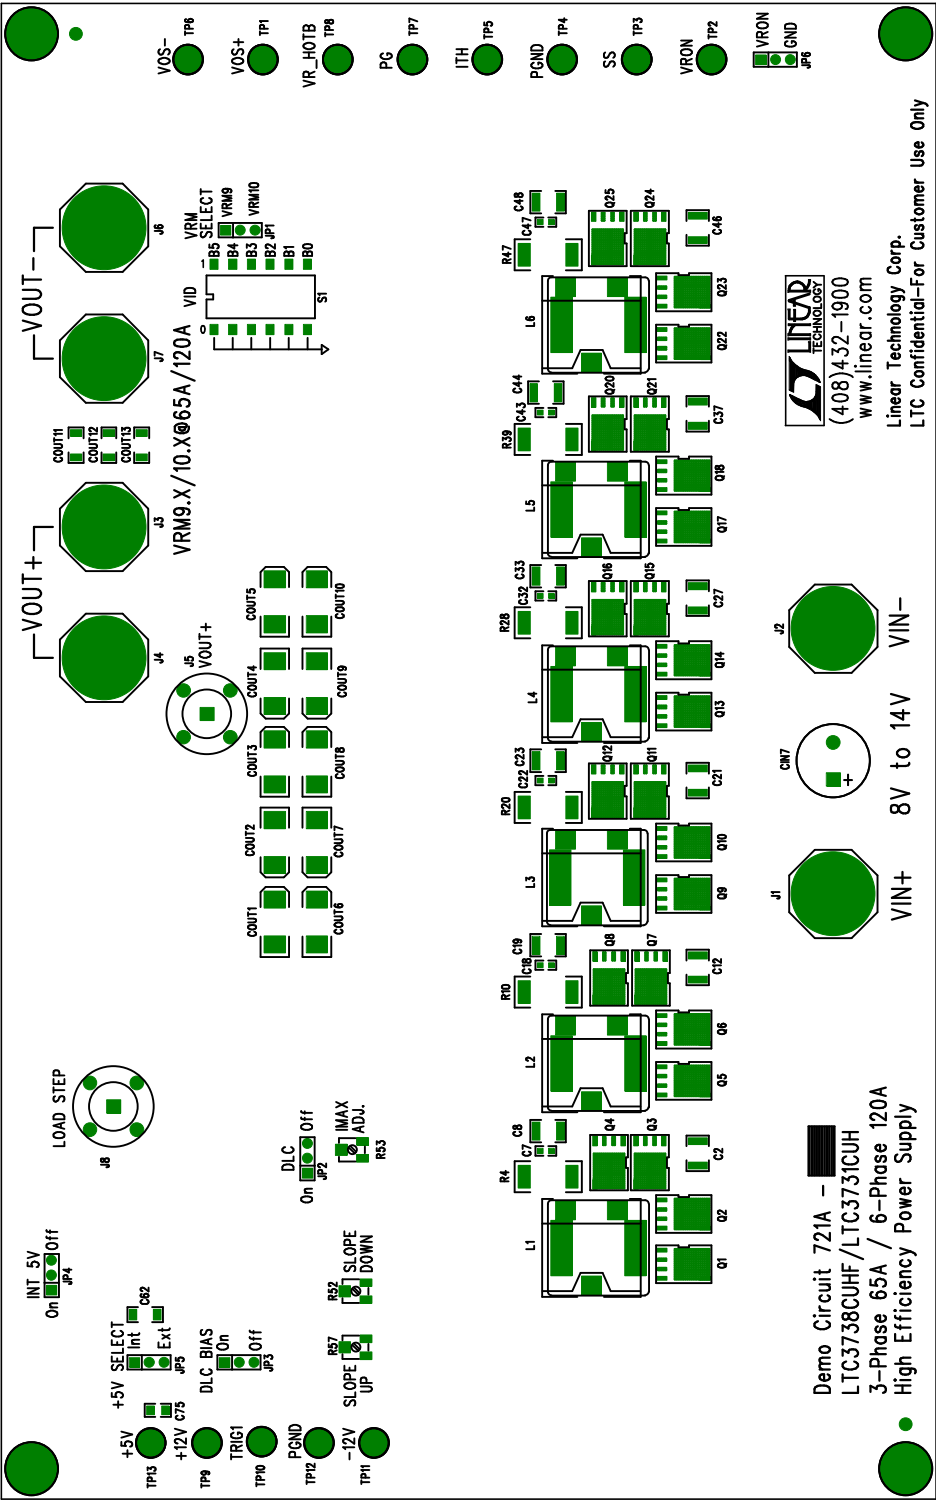 VOS-
TP6
VOS+
TP1
VR_HOTB
TP8
PG
TP7
ITH
TP5
PGND
TP4
SS
TP3
VRON
TP2
VRON
GND
JP6
VOUT-
J6
J7
VRM
SELECT
VRM9
VRM10
JP1
VID
1
B5
B4
B3
B2
B1
B0
0
S1
COUT11
COUT12
COUT13
VRM9.X/10.X@65A/120A
VOUT+
J3
J4
J5
VOUT+
COUT5
COUT10
COUT4
COUT9
COUT3
COUT8
COUT2
COUT7
COUT1
COUT6
R47
C47
C48
Q25
Q24
C46
L6
Q23
Q22
R39
C43
C44
Q20
Q21
C37
L5
Q18
Q17
R28
C32
C33
Q16
Q15
C27
L4
Q14
Q13
R20
C22
C23
Q12
Q11
C21
L3
Q10
Q9
R10
C18
C19
Q8
Q7
C12
L2
Q6
Q5
R4
C7
C8
Q4
Q3
C2
L1
Q2
Q1
LINEAR
TECHNOLOGY
(408)432-1900
www.linear.com
Linear Technology Corp.
LTC Confidential-For Customer Use Only
J2
VIN-
CIN7
+
8V to 14V
J1
VIN+
LOAD STEP
J8
DLC
On
Off
JP2
IMAX
ADJ.
R53
INT 5V
On
Off
JP4
C62
+5V SELECT
Int
Ext
JP5
DLC BIAS
On
Off
JP3
R52
SLOPE
DOWN
R57
SLOPE
UP
C75
+5V
TP13
+12V
TP9
TRIG1
TP10
PGND
TP12
-12V
TP11
Demo Circuit 721A -
LTC3738CUHF/LTC3731CUH
3-Phase 65A / 6-Phase 120A
High Efficiency Power Supply